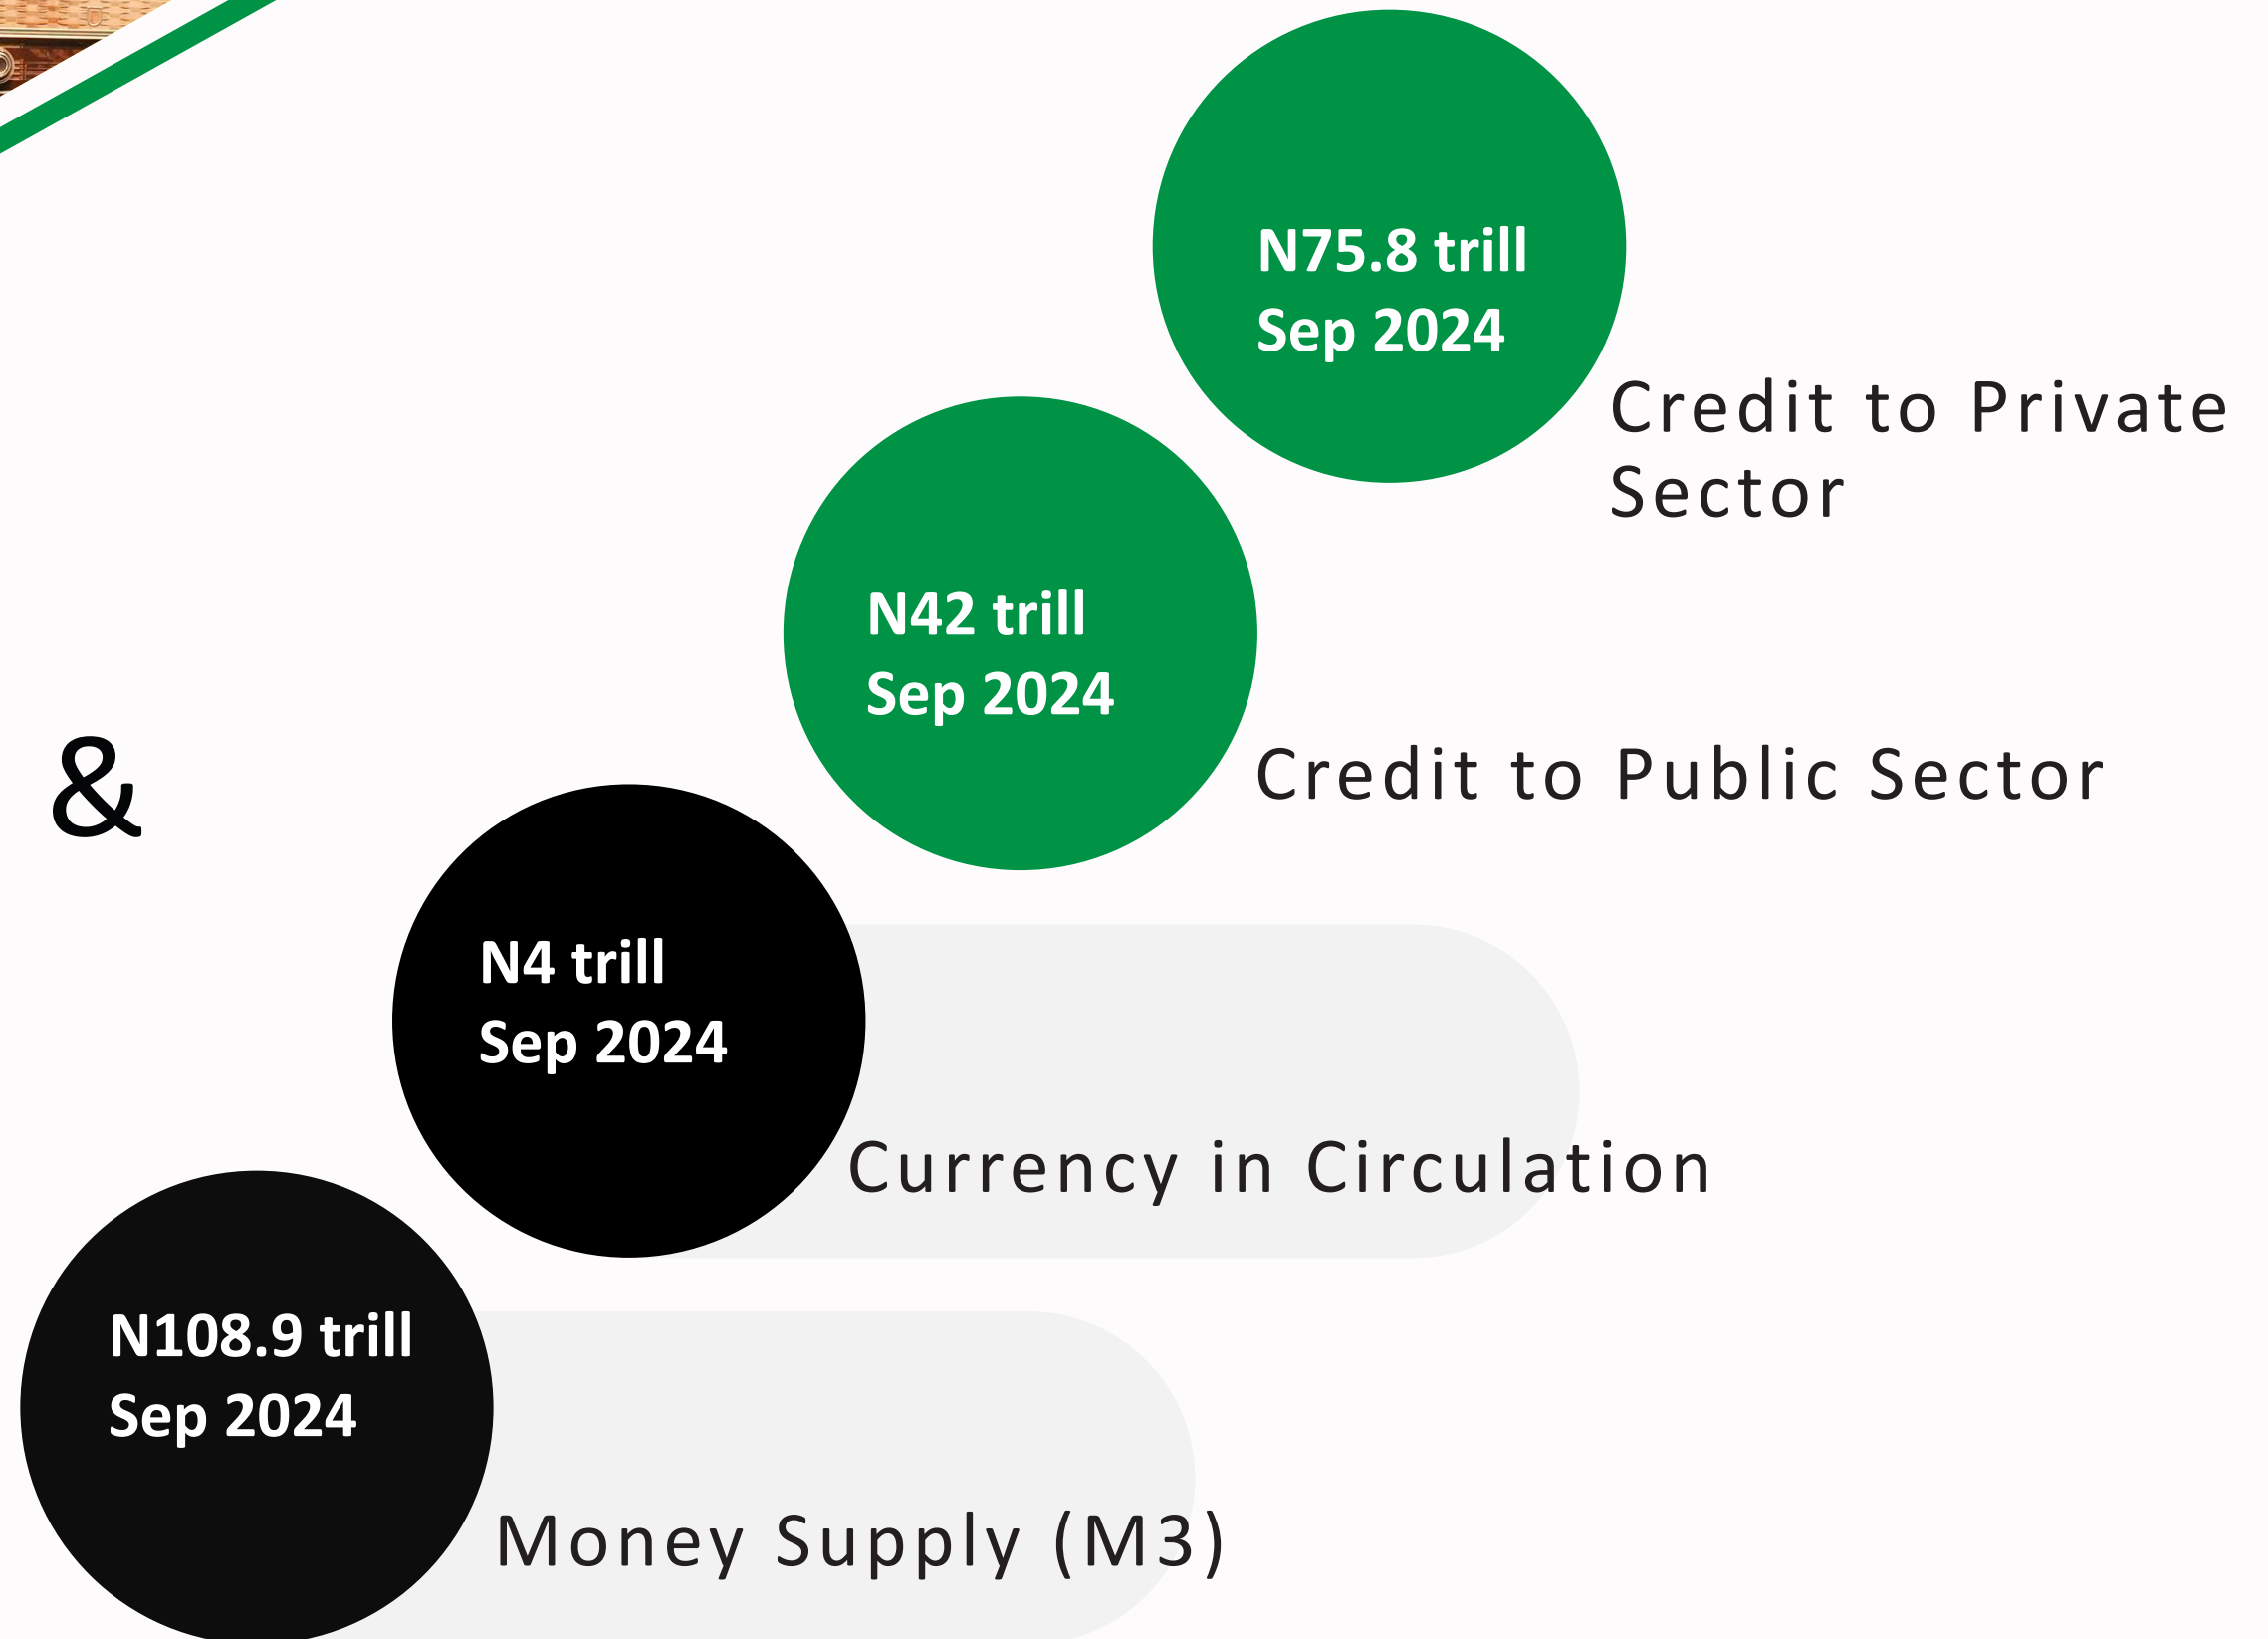 N75.8 trill
Sep 2024
Credit to Private
Sector
N42 trill
Sep 2024
Credit to Public Sector
&
N4 trill
Sep 2024
Currency in Circulation
N108.9 trill
Sep 2024
Money Supply (M3)